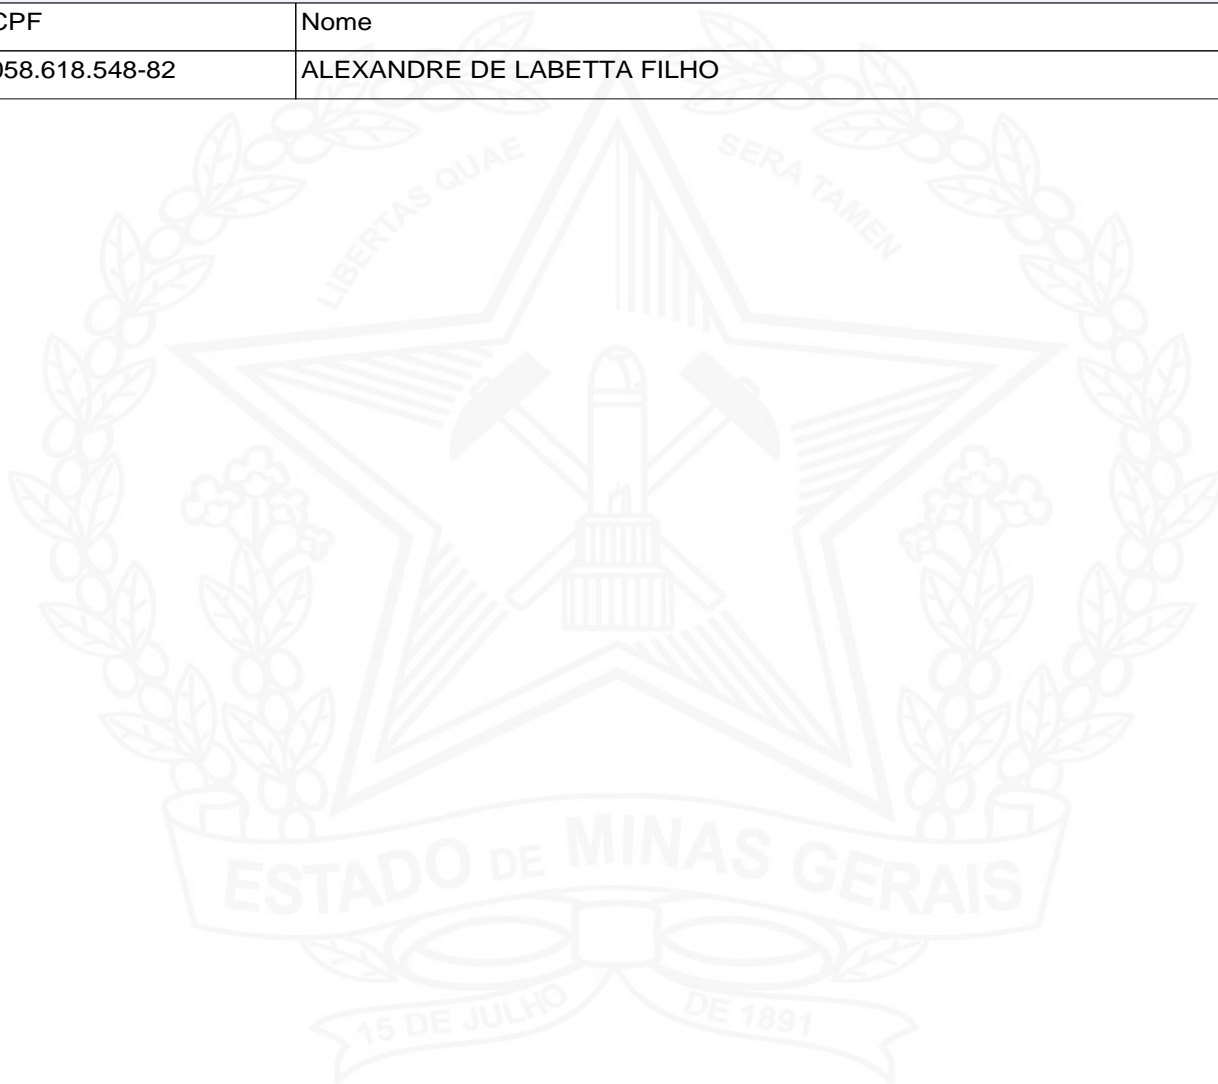 CPF Nome
058.618.548-82 ALEXANDRE DE LABETTA FILHO
LIBERTAS QUAE SERA TAMEN
ESTADO DE MINAS GERAIS
15 DE JULHO DE 1891